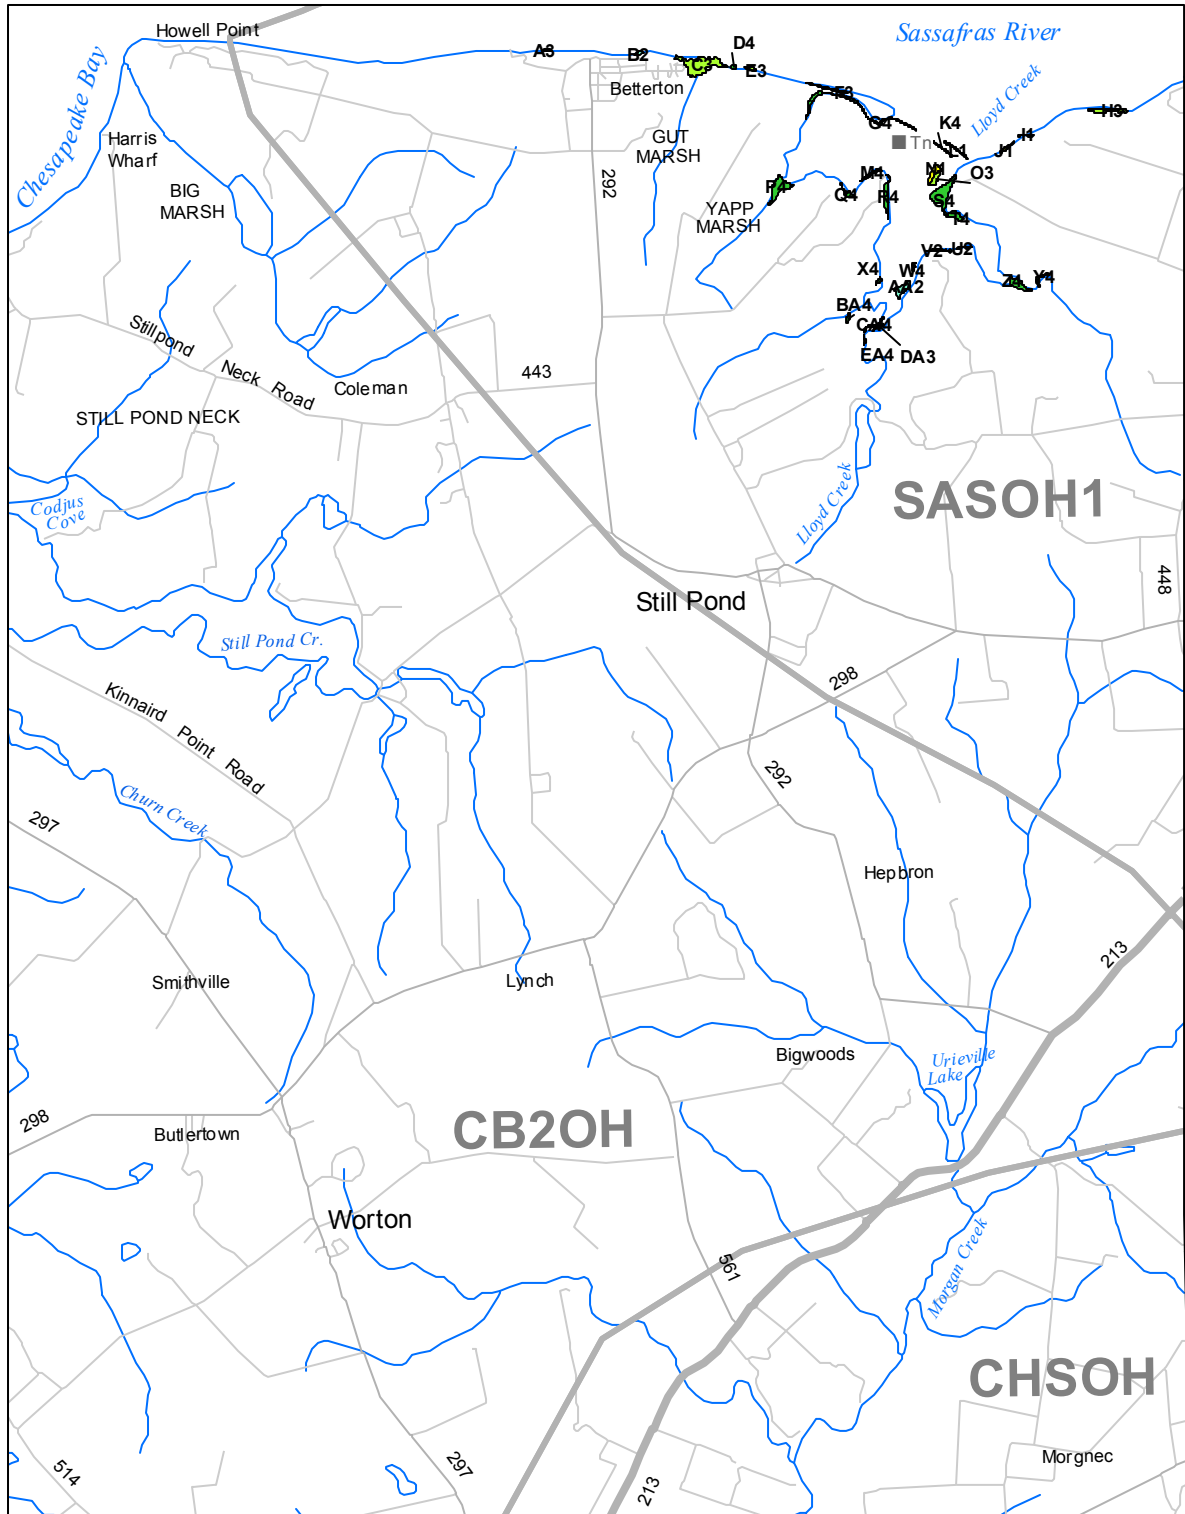 Howell Point
Sassafras River
A3
B2
D4
C3
E3
Betterton
Chesapeake Bay
Harris
Wharf
BIG
MARSH
GUT
MARSH
292
F3
G4
Tn
K4
L1
Lloyd Creek
H3
I4
J1
N1
O3
M4
P4
Q4
R4
S4
T4
YAPP
MARSH
V2
U2
X4
W4
AA2
Z4
Y4
BA4
CA4
DA3
EA4
Stillpond
Neck Road
Coleman
443
STILL POND NECK
Codjus
Cove
Lloyd Creek
SASOH1
448
Still Pond
Still Pond Cr.
298
Kinnaird Point Road
292
Churn Creek
297
Hepbron
213
Smithville
Lynch
Bigwoods
Urieville
Lake
298
Butlertown
CB2OH
Worton
561
Morgan Creek
CHSOH
Morgnec
514
297
213